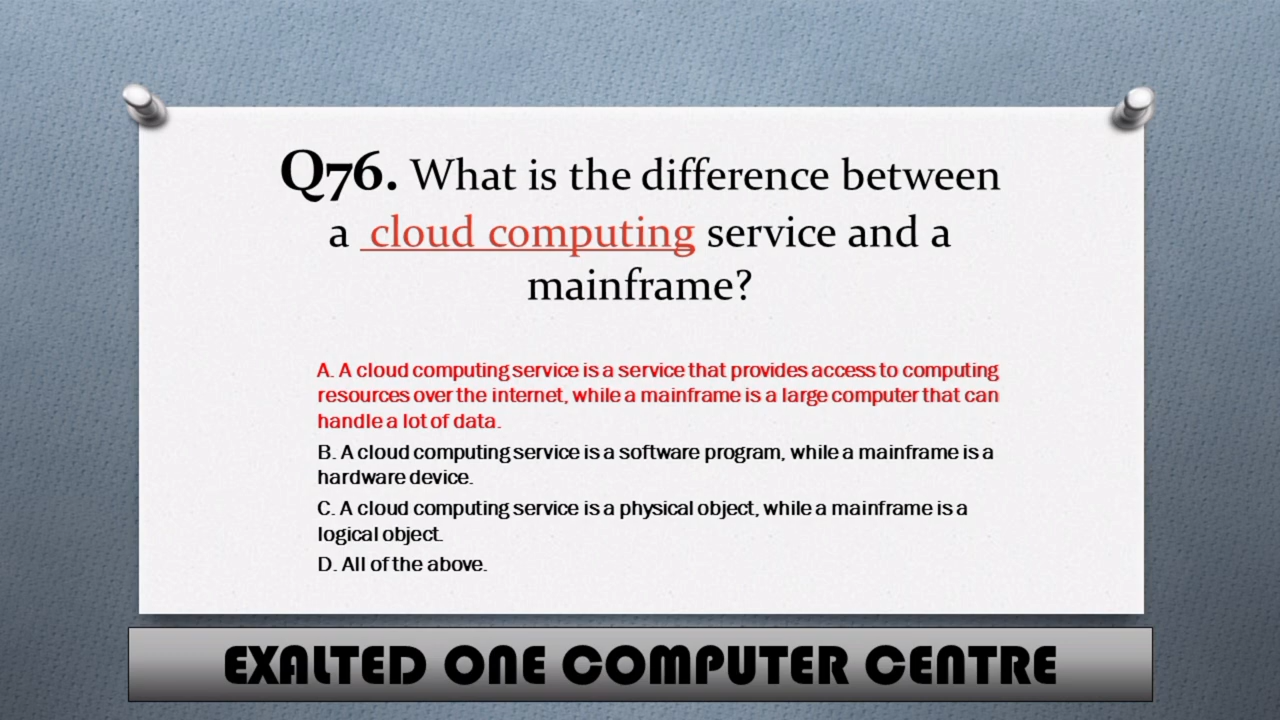 Q76. What is the difference between
a cloud computing service and a
mainframe?
A. A cloud computing service is a service that provides access to computing
resources over the internet, while a mainframe is a large computer that can
handle a lot of data.
B. A cloud computing service is a software program, while a mainframe is a
hardware device.
C. A cloud computing service is a physical object, while a mainframe is a
logical object.
D. All of the above.
EXALTED ONE COMPUTER CENTRE